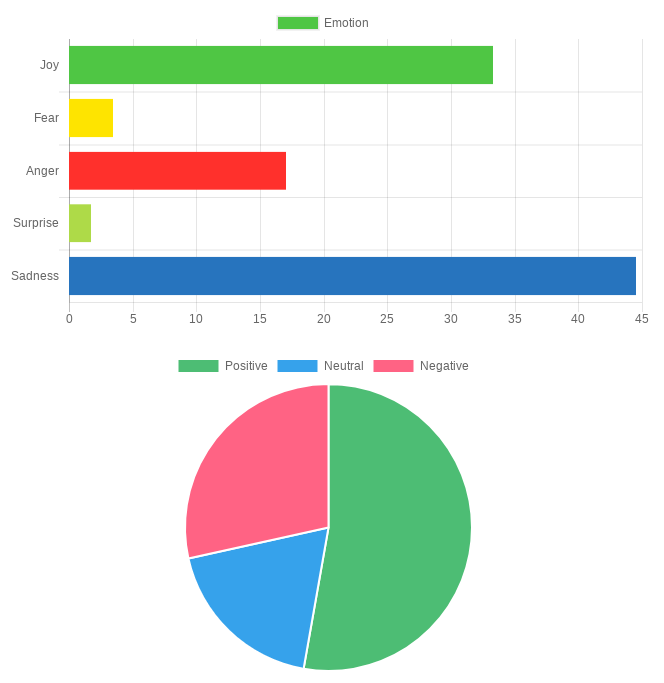 Emotion
Joy
Fear
Anger
Surprise
Sadness
0 5 10 15 20 25 30 35 40 45
Positive Neutral Negative